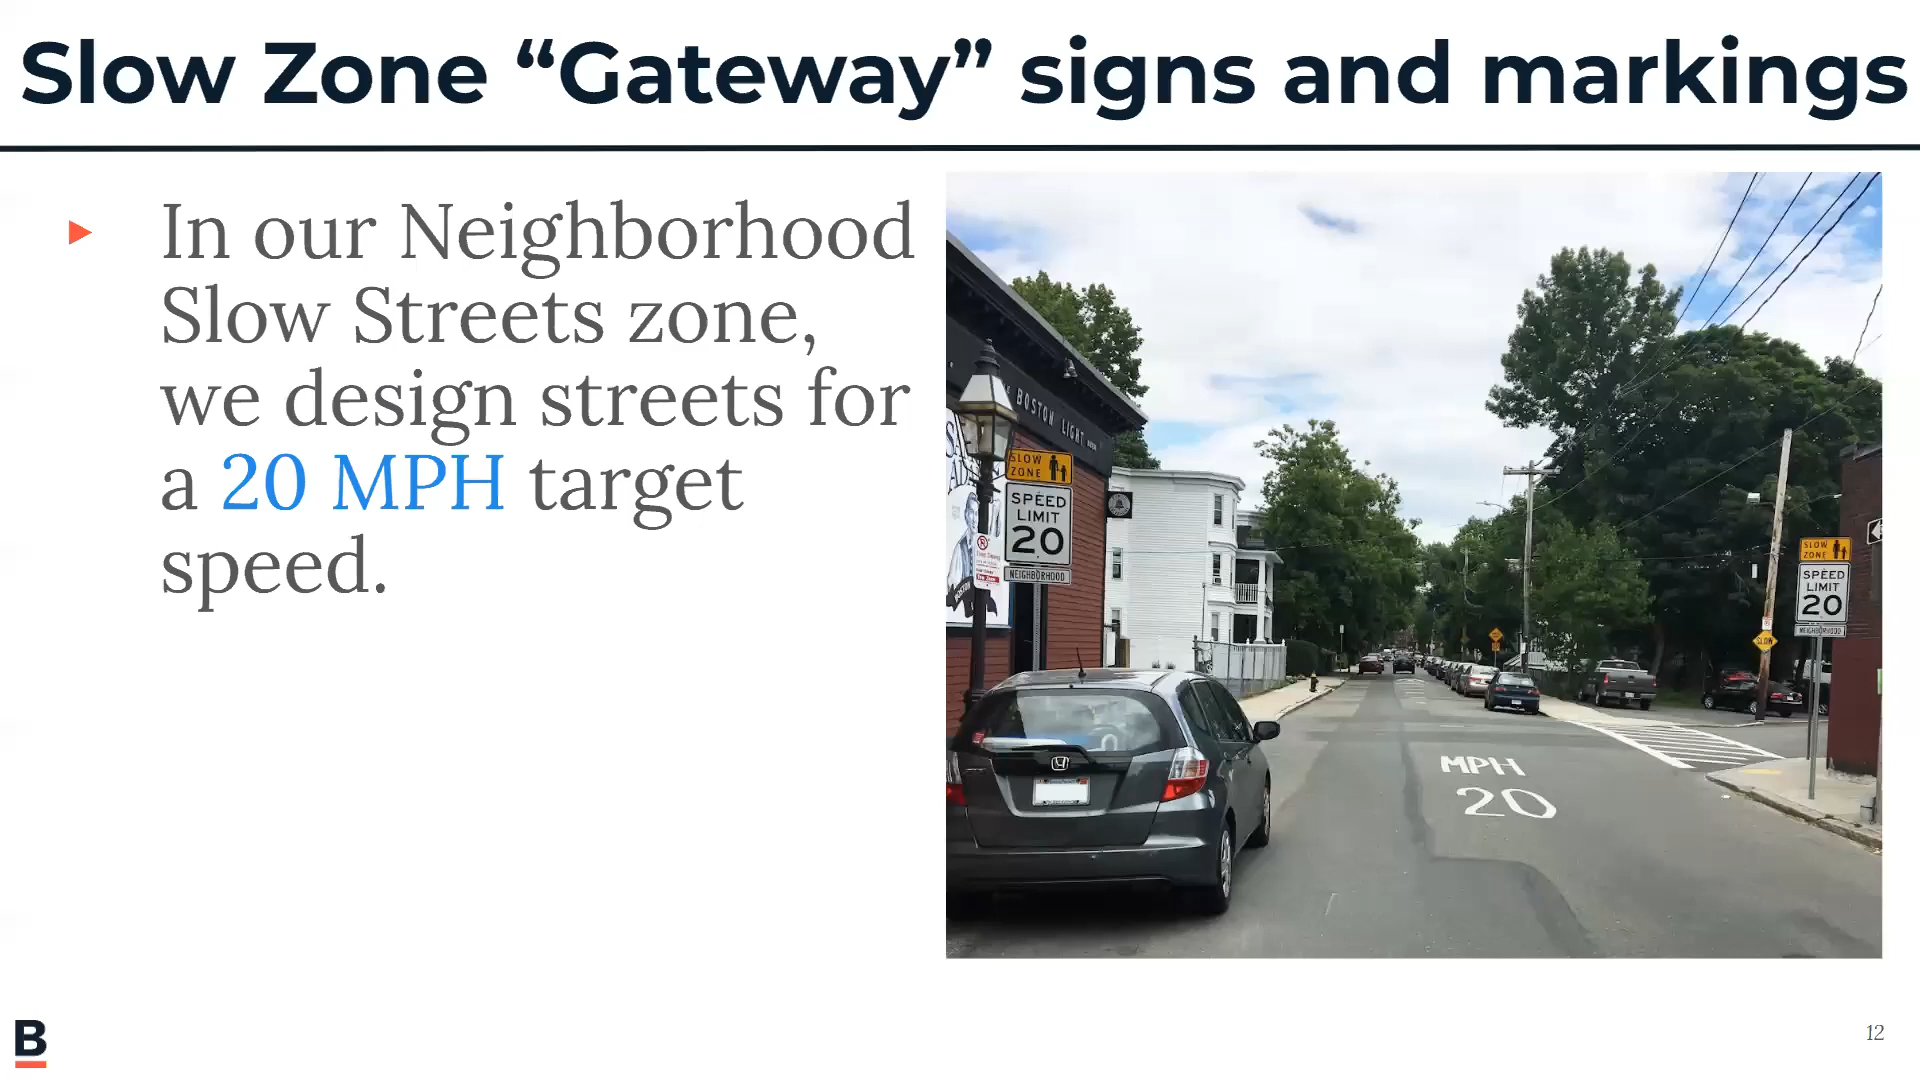 Slow Zone “Gateway” signs and markings
In our Neighborhood
Slow Streets zone,
we design streets for
a 20 MPH target
speed.
BOSTON LIGHT
SLOW
ZONE
SPEED
LIMIT
20
NEIGHBORHOOD
SLOW
ZONE
SPEED
LIMIT
20
NEIGHBORHOOD
SLOW
MPH
20
B
12